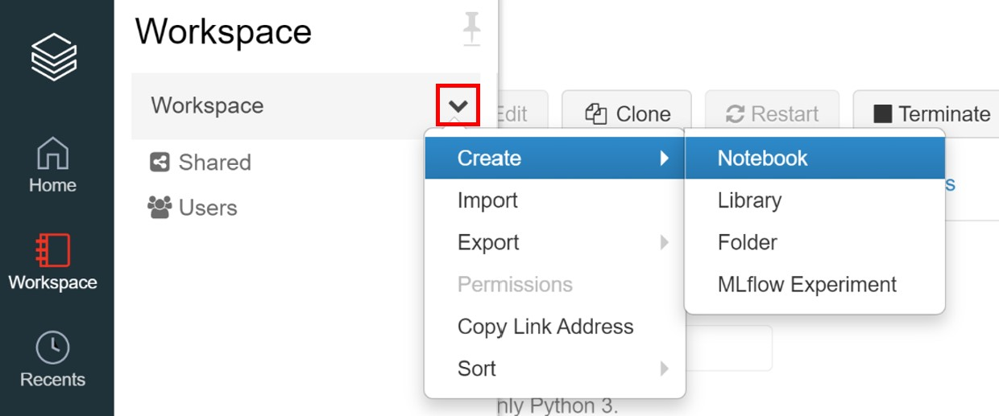 Workspace
Workspace
Edit
Clone
Restart
Terminate
Shared
Users
Home
Workspace
Recents
Create
Import
Export
Permissions
Copy Link Address
Sort
Notebook
Library
Folder
MLflow Experiment
s
nly Python 3.